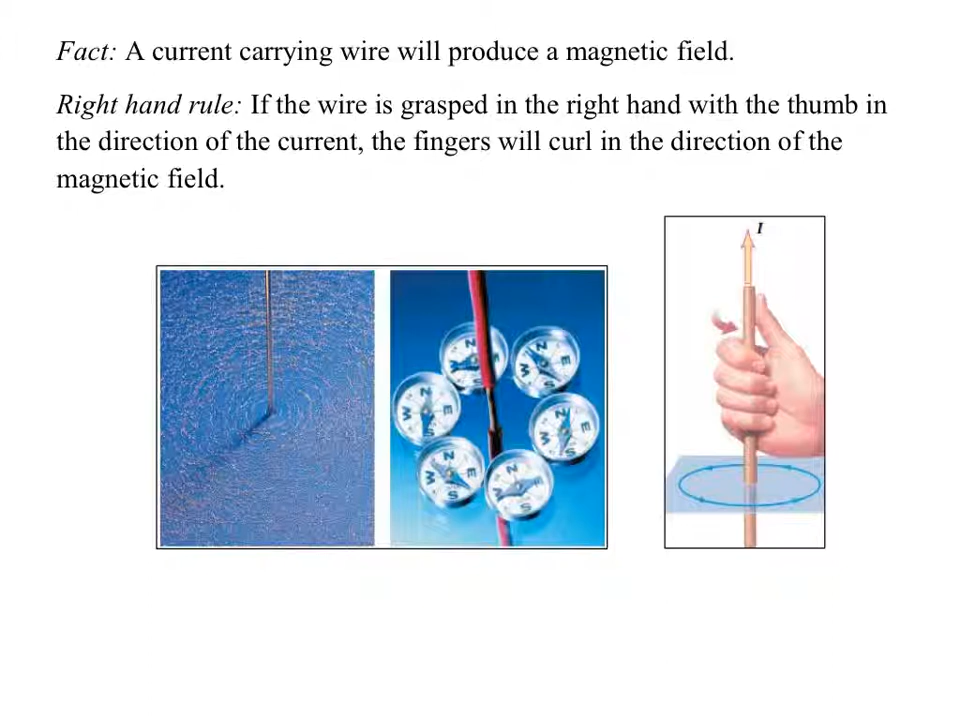 Fact: A current carrying wire will produce a magnetic field.
Right hand rule: If the wire is grasped in the right hand with the thumb in
the direction of the current, the fingers will curl in the direction of the
magnetic field.
I
N
S
N
E
W
N
E
W
S
N
E
W
N
E
W
S
N
E
W